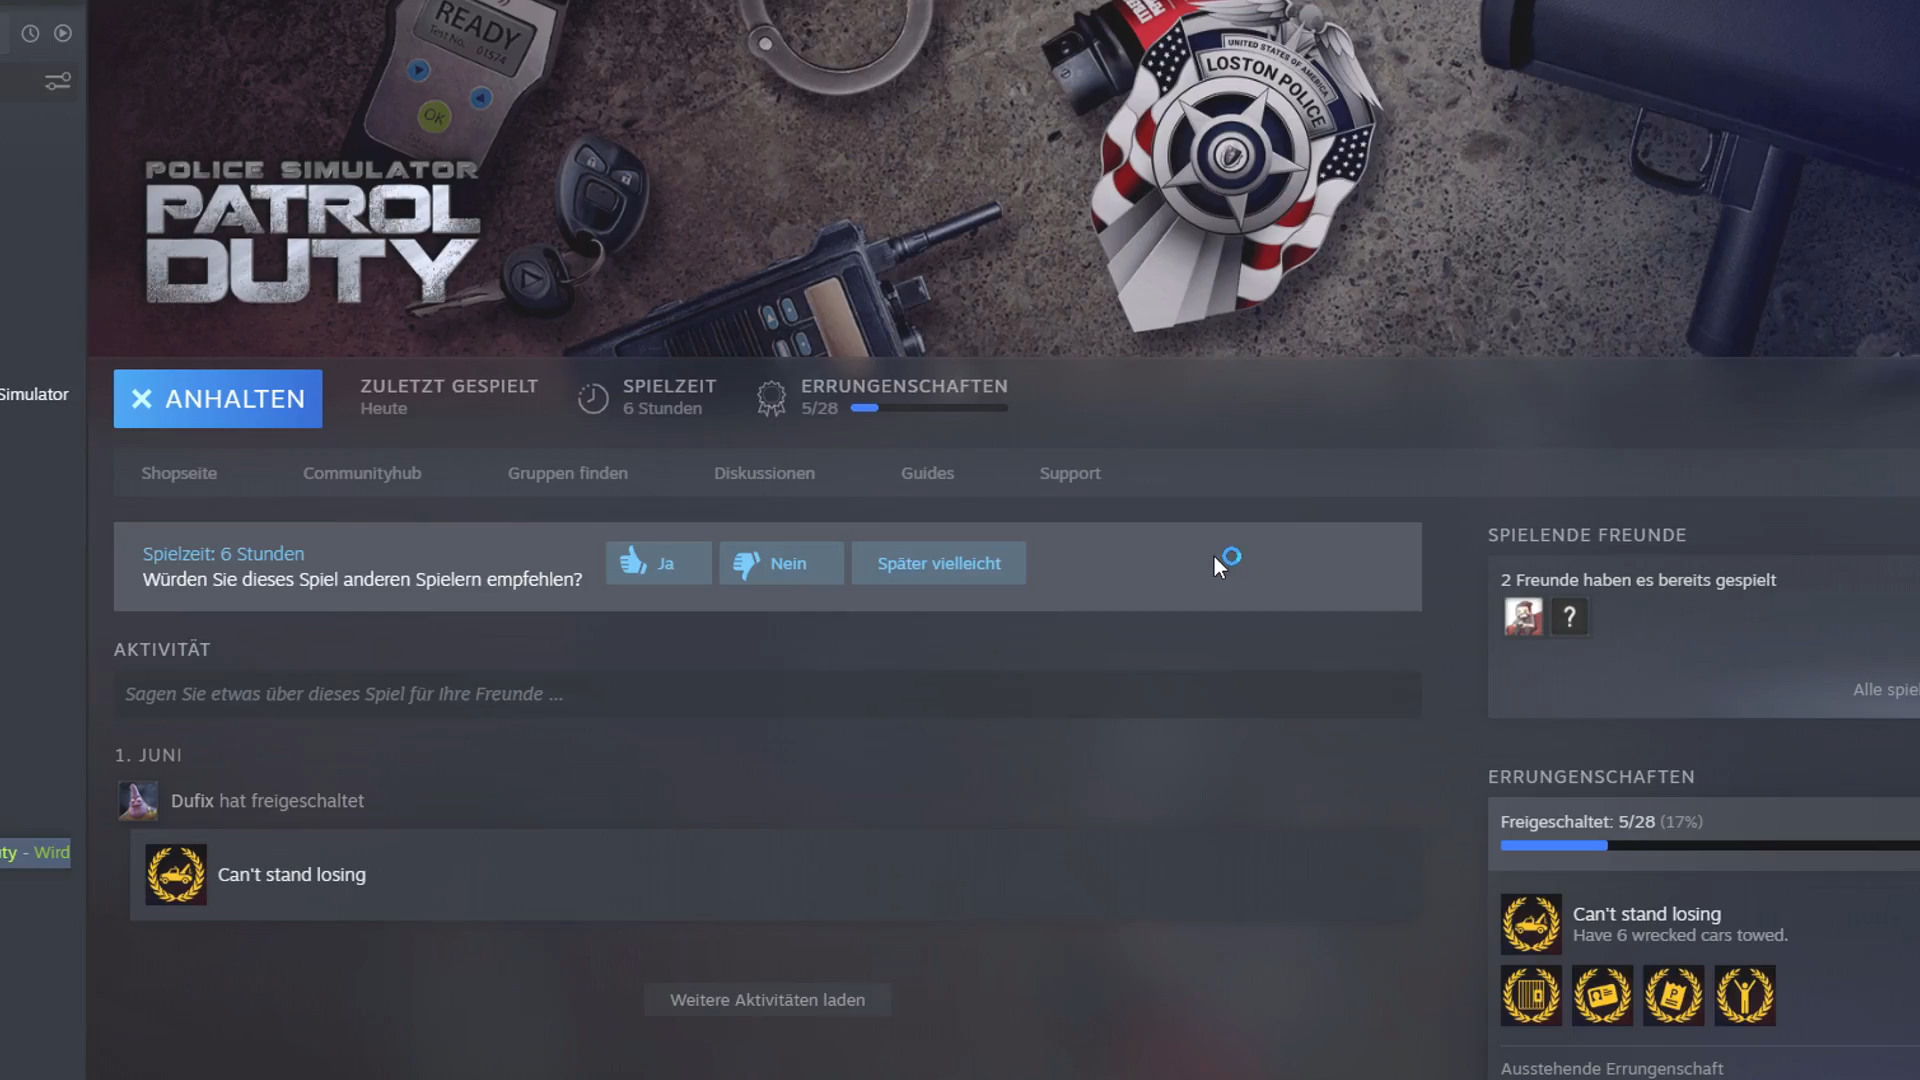 READY
Test No. 01574
OK
UNITED STATES OF AMERICA
LOSTON POLICE
POLICE SIMULATOR
PATROL
DUTY
Simulator
ANHALTEN
ZULETZT GESPIELT
Heute
SPIELZEIT
6 Stunden
ERRUNGENSCHAFTEN
5/28
Shopseite
Communityhub
Gruppen finden
Diskussionen
Guides
Support
Spielzeit: 6 Stunden
Würden Sie dieses Spiel anderen Spielern empfehlen?
Ja
Nein
Später vielleicht
SPIELENDE FREUNDE
2 Freunde haben es bereits gespielt
?
Alle spiel
AKTIVITÄT
Sagen Sie etwas über dieses Spiel für Ihre Freunde ...
1. JUNI
Dufix hat freigeschaltet
Can't stand losing
ty - Wird
Weitere Aktivitäten laden
ERRUNGENSCHAFTEN
Freigeschaltet: 5/28 (17%)
Can't stand losing
Have 6 wrecked cars towed.
Ausstehende Errungenschaft